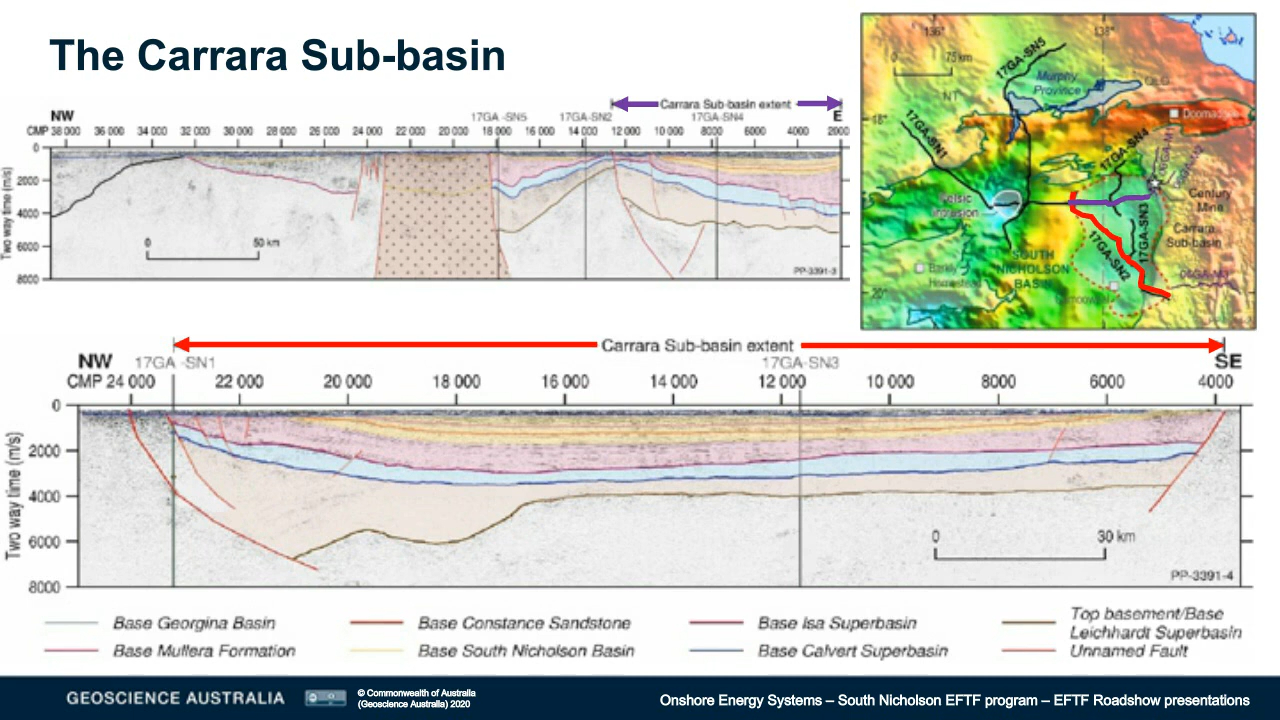 The Carrara Sub-basin
NW
Carrara Sub-basin extent
17GA -SN5
17GA-SN2
17GA-SN4
E
CMP 38 000 36 000 34 000 32 000 30 000 28 000 26 000 24 000 22 000 20 000 18 000 16 000 14 000 12 000 10 000 8000 6000 4000 2000
0
2000
4000
6000
8000
Two way time (m/s)
0 50 km
PP-3391-3
136°
138°
0 75 km
17GA-SN5
Murphy
Province
QLD
NT
18°
17GA-SN1
Doomadgee
17GA-SN4
Felsic
Intrusion
Century
Mine
17GA-SN3
Carrara
Sub-basin
17GA-SN2
SOUTH
NICHOLSON
BASIN
Barkly
Homestead
06GA-M3
20°
Carrara Sub-basin extent
NW
17GA -SN1
17GA-SN3
SE
CMP 24 000 22 000 20 000 18 000 16 000 14 000 12 000 10 000 8000 6000 4000
0
2000
4000
6000
8000
Two way time (m/s)
0 30 km
PP-3391-4
Base Georgina Basin
Base Constance Sandstone
Base Isa Superbasin
Top basement/Base
Leichhardt Superbasin
Base Mullera Formation
Base South Nicholson Basin
Base Calvert Superbasin
Unnamed Fault
GEOSCIENCE AUSTRALIA
© Commonwealth of Australia
(Geoscience Australia) 2020
Onshore Energy Systems – South Nicholson EFTF program – EFTF Roadshow presentations